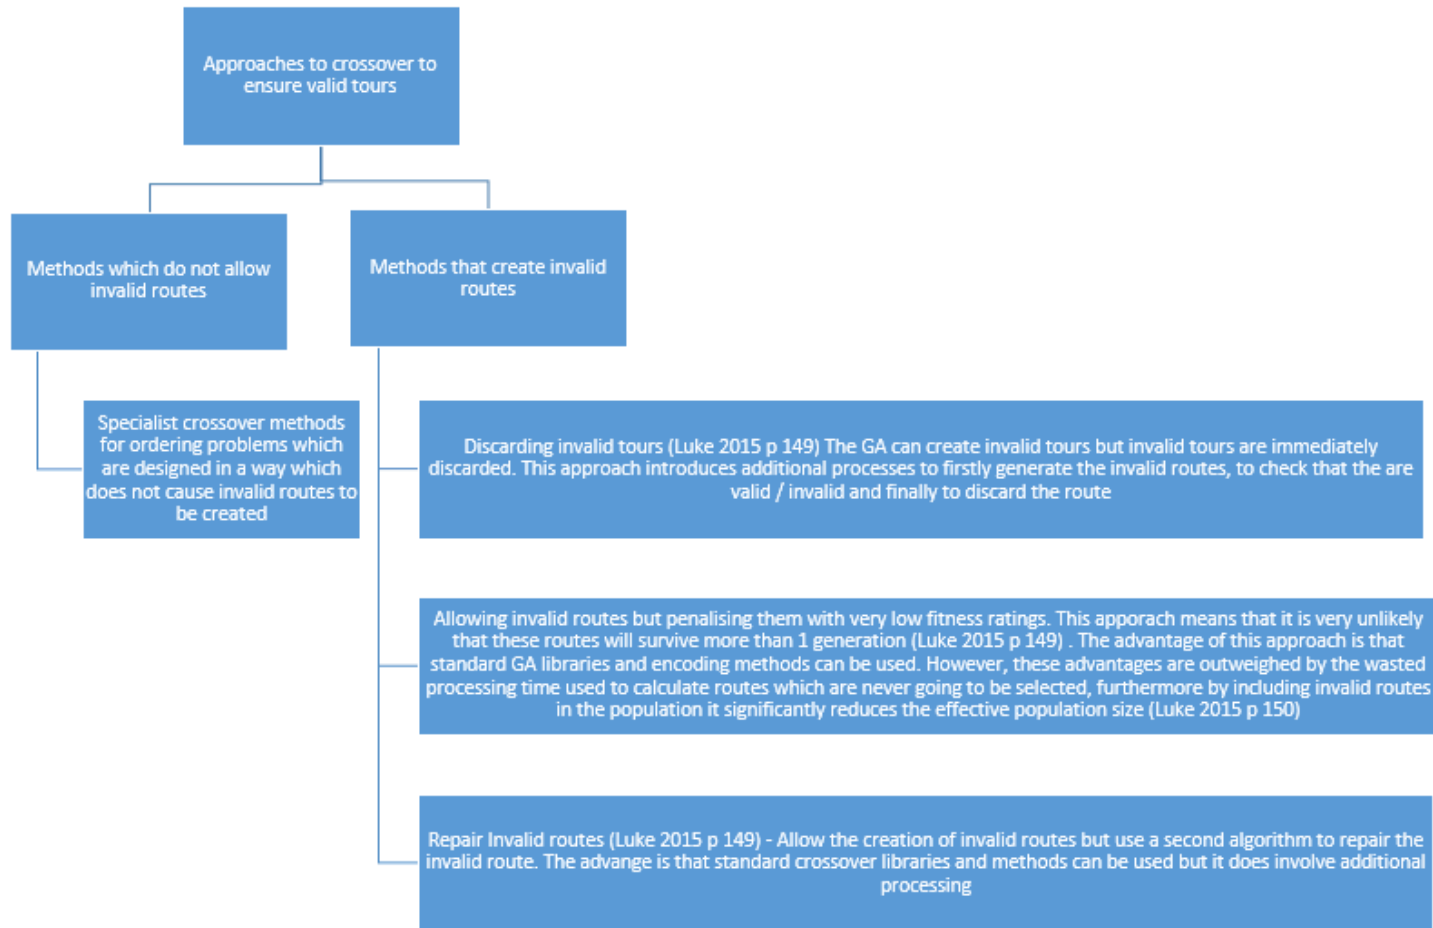 Approaches to crossover to
ensure valid tours
Methods which do not allow
invalid routes
Methods that create invalid
routes
Specialist crossover methods
for ordering problems which
are designed in a way which
does not cause invalid routes to
be created
Discarding invalid tours (Luke 2015 p 149) The GA can create invalid tours but invalid tours are immediately
discarded. This approach introduces additional processes to firstly generate the invalid routes, to check that the are
valid / invalid and finally to discard the route
Allowing invalid routes but penalising them with very low fitness ratings. This apporach means that it is very unlikely
that these routes will survive more than 1 generation (Luke 2015 p 149) . The advantage of this approach is that
standard GA libraries and encoding methods can be used. However, these advantages are outweighed by the wasted
processing time used to calculate routes which are never going to be selected, furthermore by including invalid routes
in the population it significantly reduces the effective population size (Luke 2015 p 150)
Repair Invalid routes (Luke 2015 p 149) - Allow the creation of invalid routes but use a second algorithm to repair the
invalid route. The advange is that standard crossover libraries and methods can be used but it does involve additional
processing